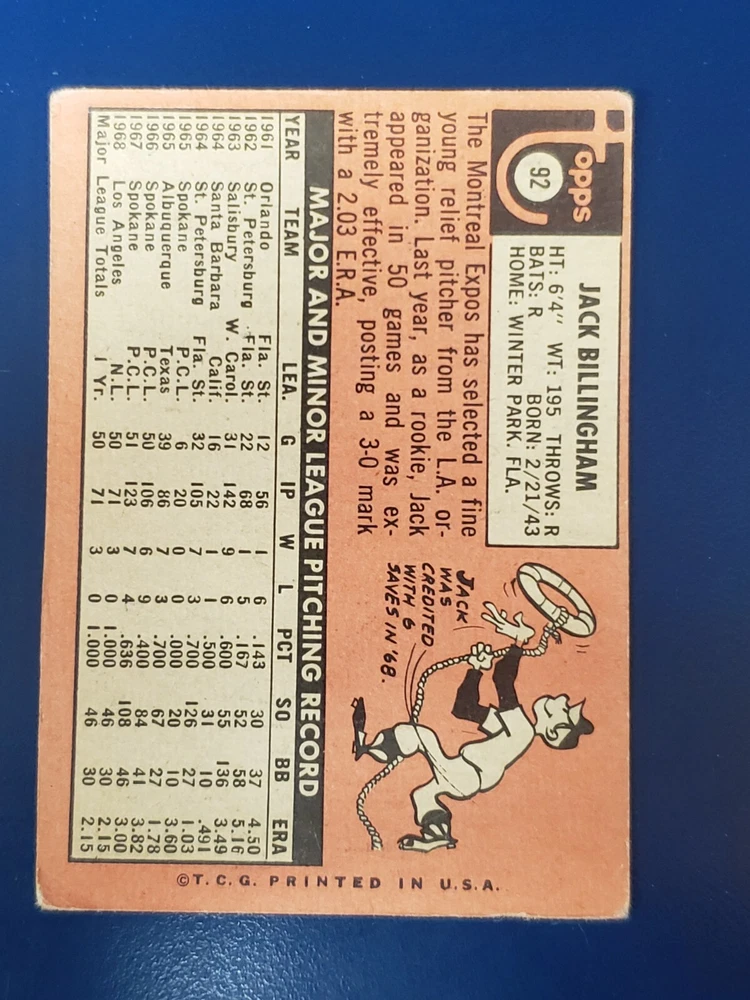 topps
92
JACK BILLINGHAM
HT: 6'4" WT: 195 THROWS: R
BATS: R BORN: 2/21/43
HOME: WINTER PARK, FLA.
The Montreal Expos has selected a fine
young relief pitcher from the L.A. or-
ganization. Last year, as a rookie, Jack
appeared in 50 games and was ex-
tremely effective, posting a 3-0 mark
with a 2.03 E.R.A.
JACK
WAS
CREDITED
WITH 6
SAVES IN '68.
MAJOR AND MINOR LEAGUE PITCHING RECORD
YEAR TEAM LEA. G IP W L PCT SO BB ERA
1961 Orlando Fla. St. 12 56 1 6 .143 30 37 4.50
1962 St. Petersburg Fla. St. 22 68 1 5 .167 52 58 5.16
1963 Salisbury W. Carol. 31 142 9 6 .600 55 136 3.49
1964 Santa Barbara Calif. 16 22 1 1 .500 31 10 .491
1964 St. Petersburg Fla. St. 32 105 7 3 .700 126 27 1.03
1965 Spokane P.C.L. 6 20 0 0 .000 20 10 3.60
1965 Albuquerque Texas 39 86 7 3 .700 67 27 1.78
1966 Spokane P.C.L. 50 106 6 9 .400 84 41 3.82
1967 Spokane P.C.L. 51 123 7 4 .636 108 46 3.00
1968 Los Angeles N.L. 50 71 3 0 1.000 46 30 2.15
Major League Totals 1 Yr. 50 71 3 0 1.000 46 30 2.15
©T.C.G. PRINTED IN U.S.A.